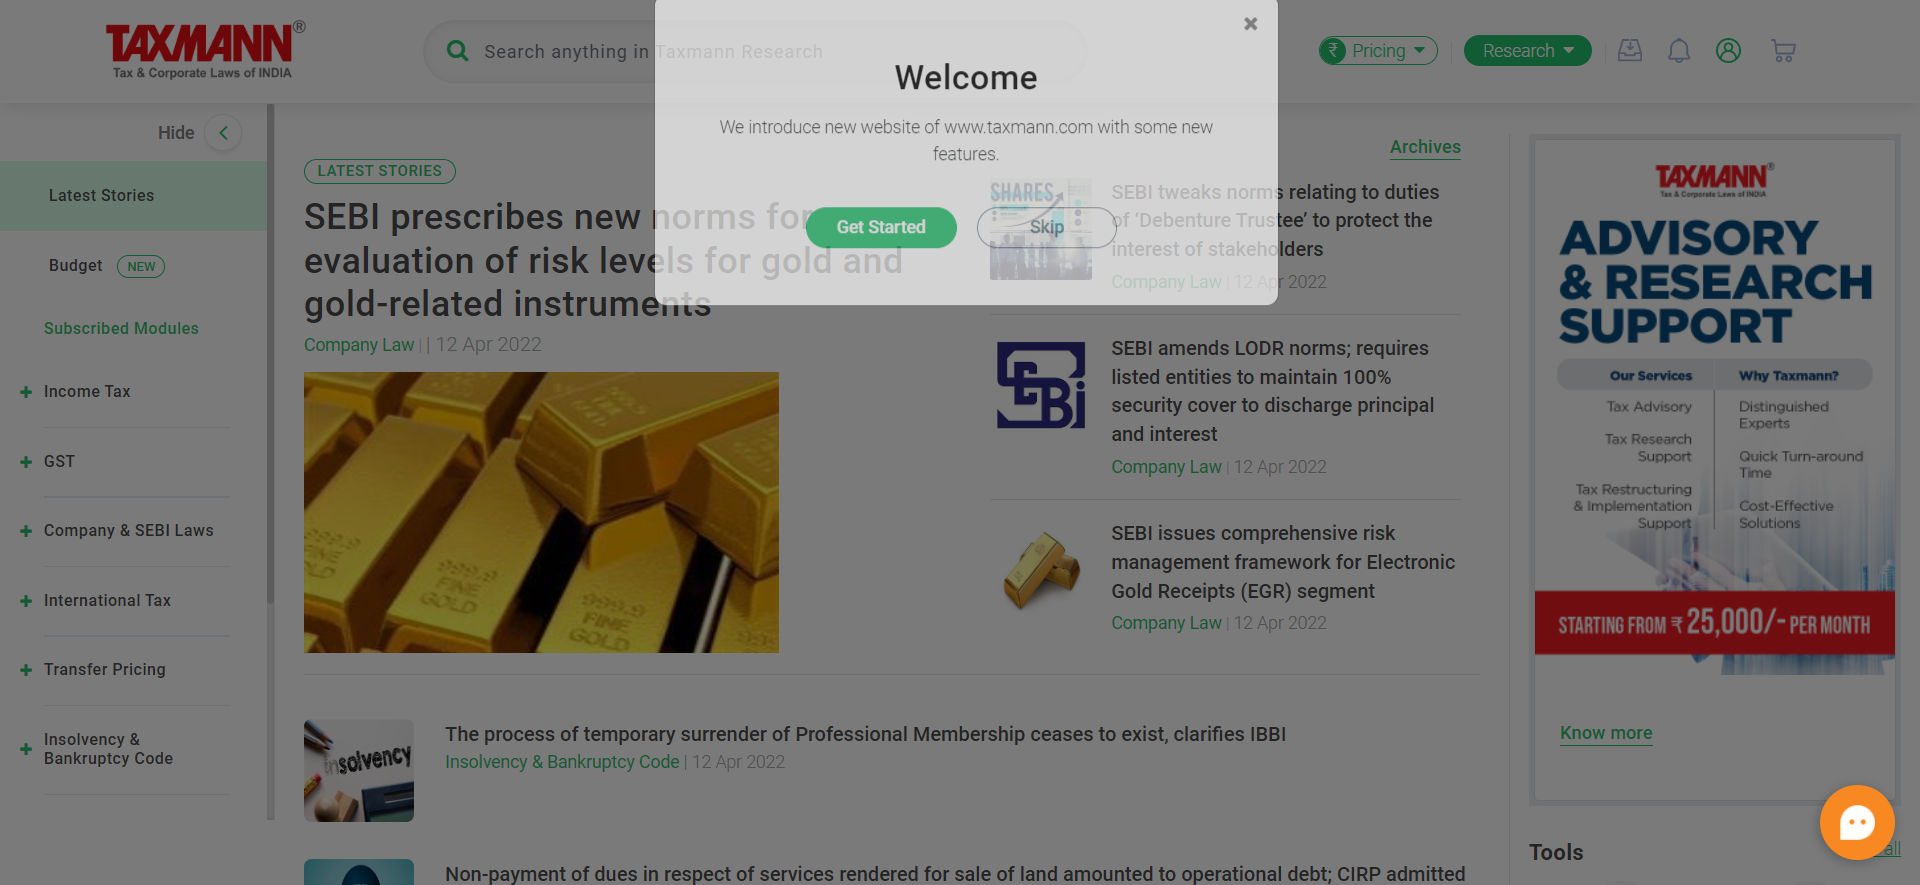 TAXMANN®
Tax & Corporate Laws of INDIA
Search anything in Taxmann Research
₹ Pricing
Research
Welcome
We introduce new website of www.taxmann.com with some new
features.
Get Started
Skip
Hide
Latest Stories
Budget NEW
Subscribed Modules
Income Tax
GST
Company & SEBI Laws
International Tax
Transfer Pricing
Insolvency &
Bankruptcy Code
LATEST STORIES
SEBI prescribes new norms for
evaluation of risk levels for gold and
gold-related instruments
Company Law | | 12 Apr 2022
999.9
FINE
GOLD
999.9
FINE
GOLD
Archives
SHARES
SEBI tweaks norms relating to duties
of ‘Debenture Trustee’ to protect the
interest of stakeholders
Company Law | 12 Apr 2022
SEBI
SEBI amends LODR norms; requires
listed entities to maintain 100%
security cover to discharge principal
and interest
Company Law | 12 Apr 2022
SEBI issues comprehensive risk
management framework for Electronic
Gold Receipts (EGR) segment
Company Law | 12 Apr 2022
insolvency
The process of temporary surrender of Professional Membership ceases to exist, clarifies IBBI
Insolvency & Bankruptcy Code | 12 Apr 2022
Non-payment of dues in respect of services rendered for sale of land amounted to operational debt; CIRP admitted
TAXMANN®
Tax & Corporate Laws of INDIA
ADVISORY
& RESEARCH
SUPPORT
Our Services
Why Taxmann?
Tax Advisory
Tax Research
Support
Tax Restructuring
& Implementation
Support
Distinguished
Experts
Quick Turn-around
Time
Cost-Effective
Solutions
STARTING FROM ₹ 25,000/- PER MONTH
Know more
Tools
all